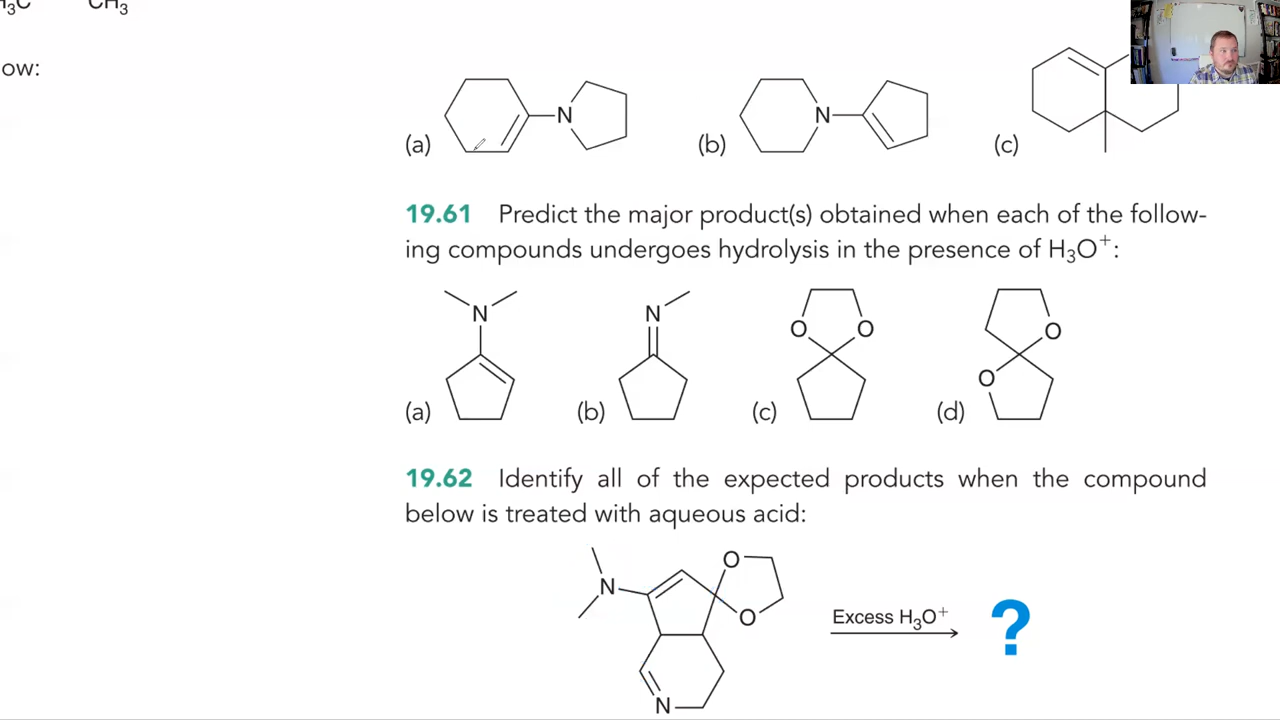 H₃C CH₃
ow:
N N
(a) (b) (c)
19.61 Predict the major product(s) obtained when each of the follow-
ing compounds undergoes hydrolysis in the presence of H₃O⁺:
N N O O O
O
(a) (b) (c) (d)
19.62 Identify all of the expected products when the compound
below is treated with aqueous acid:
O
N
O Excess H₃O⁺ ?
N